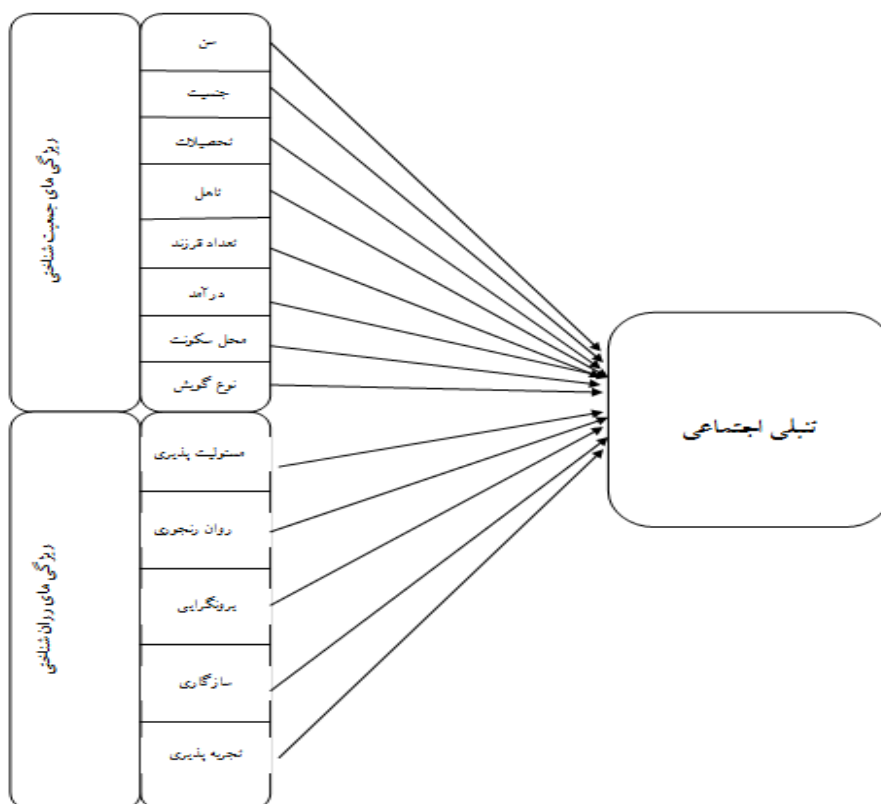 ویژگی های جمعیت شناختی
سن
جنسیت
تحصیلات
تاهل
تعداد فرزند
درآمد
محل سکونت
نوع گویش
ویژگی های روان شناختی
مسئولیت پذیری
روان رنجوری
برونگرایی
سازگاری
تجربه پذیری
تنبلی اجتماعی